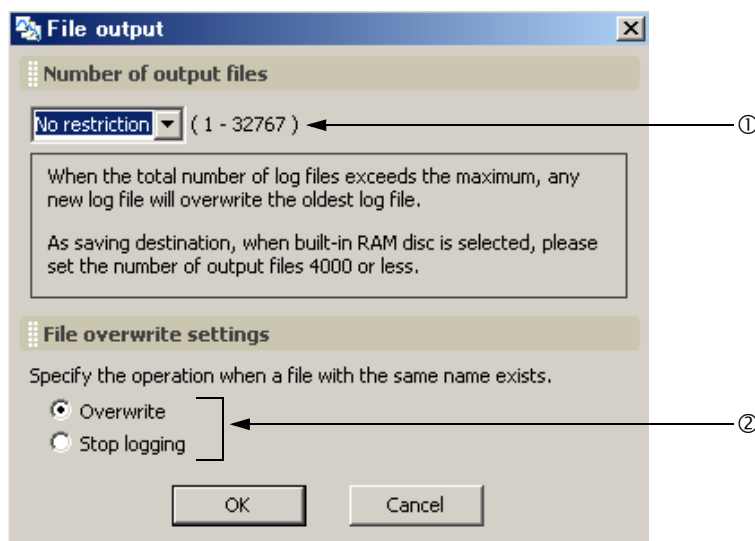 File output
Number of output files
No restriction ( 1 - 32767 )
①
When the total number of log files exceeds the maximum, any
new log file will overwrite the oldest log file.
As saving destination, when built-in RAM disc is selected, please
set the number of output files 4000 or less.
File overwrite settings
Specify the operation when a file with the same name exists.
Overwrite
②
Stop logging
OK Cancel